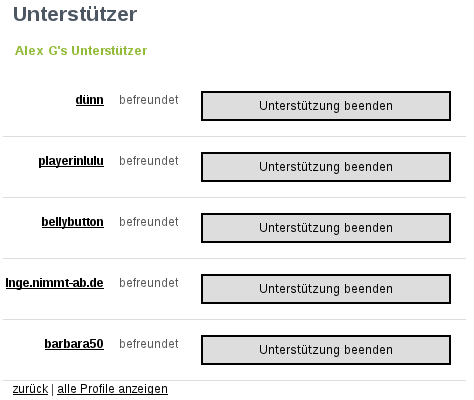 Unterstützer
Alex G's Unterstützer
dünn befreundet Unterstützung beenden
playerinlulu befreundet Unterstützung beenden
bellybutton befreundet Unterstützung beenden
Inge.nimmt-ab.de befreundet Unterstützung beenden
barbara50 befreundet Unterstützung beenden
zurück | alle Profile anzeigen